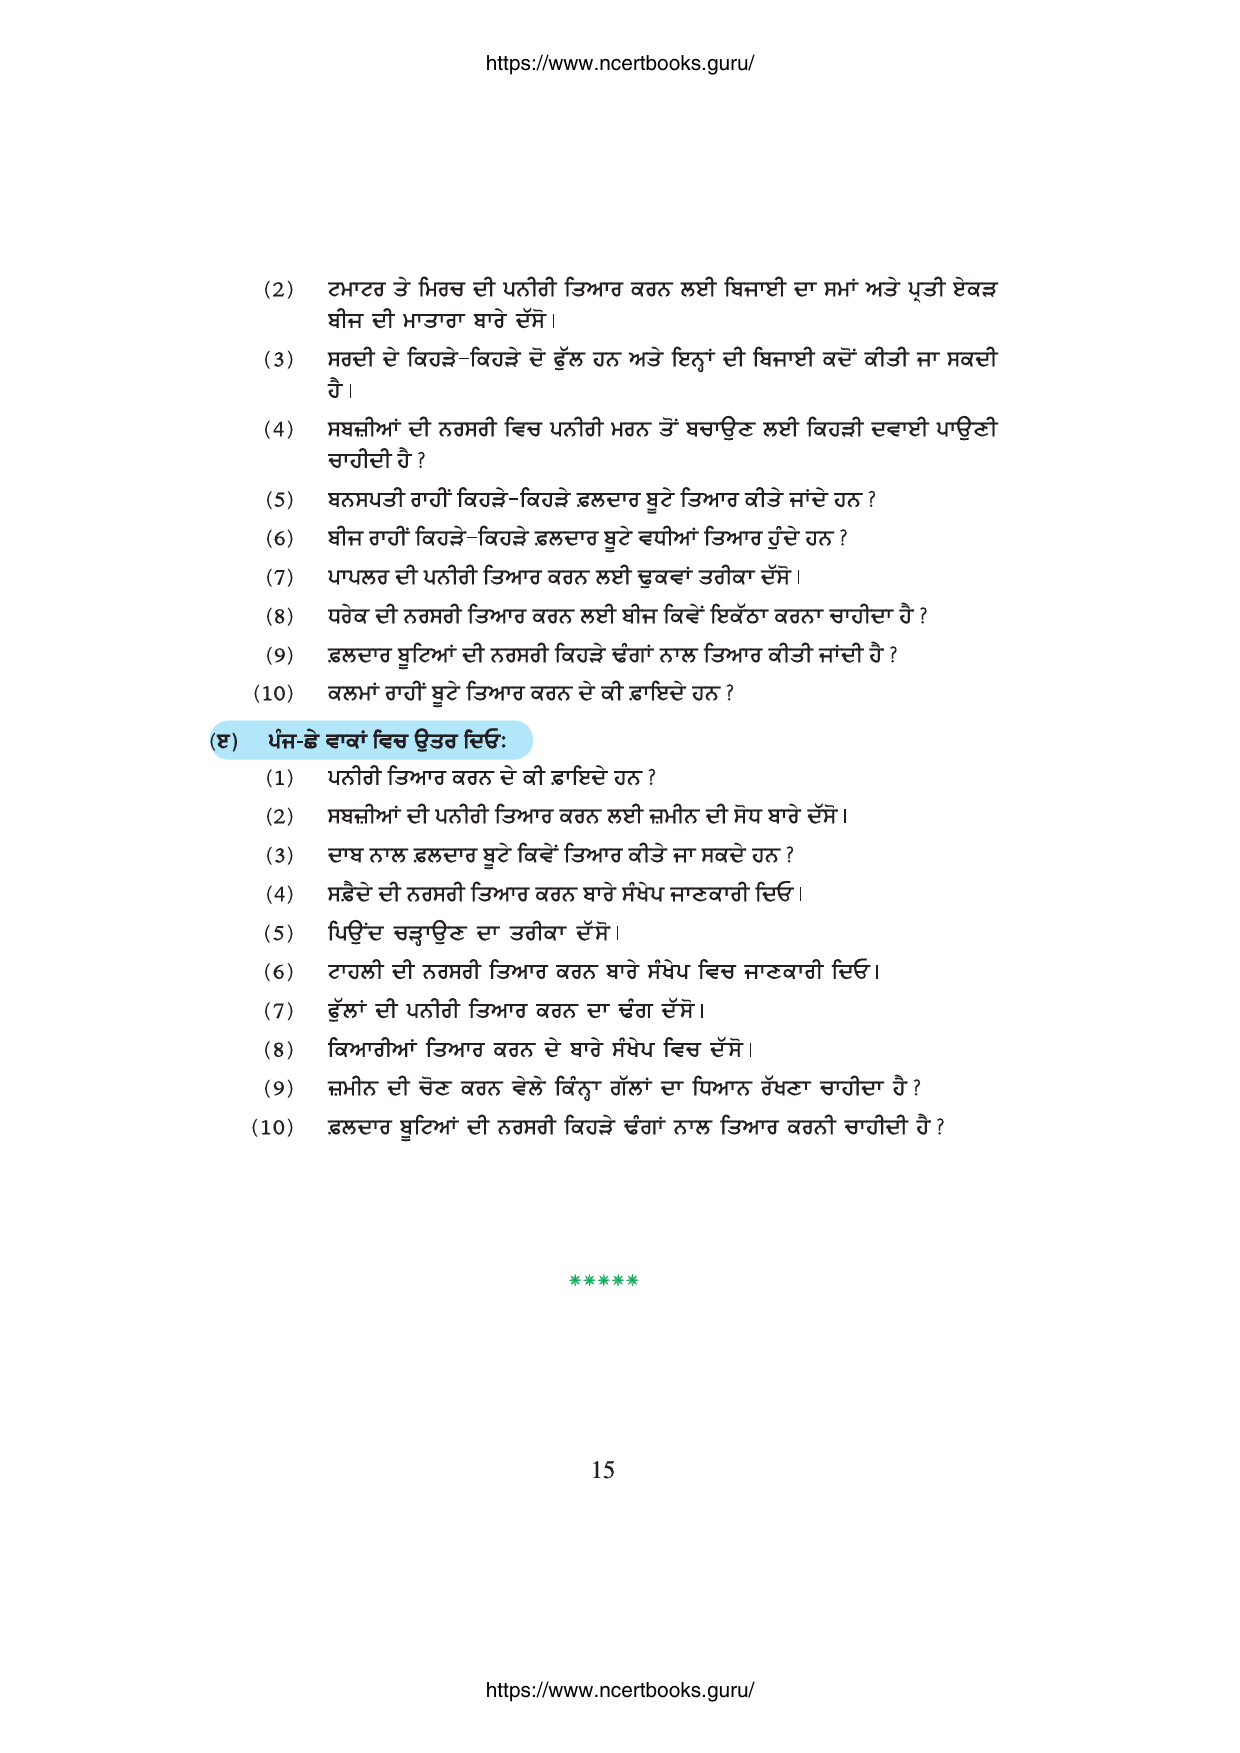 https://www.ncertbooks.guru/
(2) ਟਮਾਟਰ ਤੇ ਮਿਰਚ ਦੀ ਪਨੀਰੀ ਤਿਆਰ ਕਰਨ ਲਈ ਬਿਜਾਈ ਦਾ ਸਮਾਂ ਅਤੇ ਪ੍ਰਤੀ ਏਕੜ
ਬੀਜ ਦੀ ਮਾਤਾਰਾ ਬਾਰੇ ਦੱਸੋ।
(3) ਸਰਦੀ ਦੇ ਕਿਹੜੇ-ਕਿਹੜੇ ਦੋ ਫੁੱਲ ਹਨ ਅਤੇ ਇਨ੍ਹਾਂ ਦੀ ਬਿਜਾਈ ਕਦੋਂ ਕੀਤੀ ਜਾ ਸਕਦੀ
ਹੈ।
(4) ਸਬਜ਼ੀਆਂ ਦੀ ਨਰਸਰੀ ਵਿਚ ਪਨੀਰੀ ਮਰਨ ਤੋਂ ਬਚਾਉਣ ਲਈ ਕਿਹੜੀ ਦਵਾਈ ਪਾਉਣੀ
ਚਾਹੀਦੀ ਹੈ ?
(5) ਬਨਸਪਤੀ ਰਾਹੀਂ ਕਿਹੜੇ-ਕਿਹੜੇ ਫ਼ਲਦਾਰ ਬੂਟੇ ਤਿਆਰ ਕੀਤੇ ਜਾਂਦੇ ਹਨ ?
(6) ਬੀਜ ਰਾਹੀਂ ਕਿਹੜੇ-ਕਿਹੜੇ ਫ਼ਲਦਾਰ ਬੂਟੇ ਵਧੀਆਂ ਤਿਆਰ ਹੁੰਦੇ ਹਨ ?
(7) ਪਾਪਲਰ ਦੀ ਪਨੀਰੀ ਤਿਆਰ ਕਰਨ ਲਈ ਢੁਕਵਾਂ ਤਰੀਕਾ ਦੱਸੋ।
(8) ਧਰੇਕ ਦੀ ਨਰਸਰੀ ਤਿਆਰ ਕਰਨ ਲਈ ਬੀਜ ਕਿਵੇਂ ਇਕੱਠਾ ਕਰਨਾ ਚਾਹੀਦਾ ਹੈ ?
(9) ਫ਼ਲਦਾਰ ਬੂਟਿਆਂ ਦੀ ਨਰਸਰੀ ਕਿਹੜੇ ਢੰਗਾਂ ਨਾਲ ਤਿਆਰ ਕੀਤੀ ਜਾਂਦੀ ਹੈ ?
(10) ਕਲਮਾਂ ਰਾਹੀਂ ਬੂਟੇ ਤਿਆਰ ਕਰਨ ਦੇ ਕੀ ਫ਼ਾਇਦੇ ਹਨ ?
(ੲ) ਪੰਜ-ਛੇ ਵਾਕਾਂ ਵਿਚ ਉਤਰ ਦਿਓ:
(1) ਪਨੀਰੀ ਤਿਆਰ ਕਰਨ ਦੇ ਕੀ ਫ਼ਾਇਦੇ ਹਨ ?
(2) ਸਬਜ਼ੀਆਂ ਦੀ ਪਨੀਰੀ ਤਿਆਰ ਕਰਨ ਲਈ ਜ਼ਮੀਨ ਦੀ ਸੋਧ ਬਾਰੇ ਦੱਸੋ।
(3) ਦਾਬ ਨਾਲ ਫ਼ਲਦਾਰ ਬੂਟੇ ਕਿਵੇਂ ਤਿਆਰ ਕੀਤੇ ਜਾ ਸਕਦੇ ਹਨ ?
(4) ਸਫ਼ੈਦੇ ਦੀ ਨਰਸਰੀ ਤਿਆਰ ਕਰਨ ਬਾਰੇ ਸੰਖੇਪ ਜਾਣਕਾਰੀ ਦਿਓ।
(5) ਪਿਉਂਦ ਚੜ੍ਹਾਉਣ ਦਾ ਤਰੀਕਾ ਦੱਸੋ।
(6) ਟਾਹਲੀ ਦੀ ਨਰਸਰੀ ਤਿਆਰ ਕਰਨ ਬਾਰੇ ਸੰਖੇਪ ਵਿਚ ਜਾਣਕਾਰੀ ਦਿਓ।
(7) ਫੁੱਲਾਂ ਦੀ ਪਨੀਰੀ ਤਿਆਰ ਕਰਨ ਦਾ ਢੰਗ ਦੱਸੋ।
(8) ਕਿਆਰੀਆਂ ਤਿਆਰ ਕਰਨ ਦੇ ਬਾਰੇ ਸੰਖੇਪ ਵਿਚ ਦੱਸੋ।
(9) ਜ਼ਮੀਨ ਦੀ ਚੋਣ ਕਰਨ ਵੇਲੇ ਕਿੰਨ੍ਹਾ ਗੱਲਾਂ ਦਾ ਧਿਆਨ ਰੱਖਣਾ ਚਾਹੀਦਾ ਹੈ ?
(10) ਫ਼ਲਦਾਰ ਬੂਟਿਆਂ ਦੀ ਨਰਸਰੀ ਕਿਹੜੇ ਢੰਗਾਂ ਨਾਲ ਤਿਆਰ ਕਰਨੀ ਚਾਹੀਦੀ ਹੈ ?
*****
15
https://www.ncertbooks.guru/